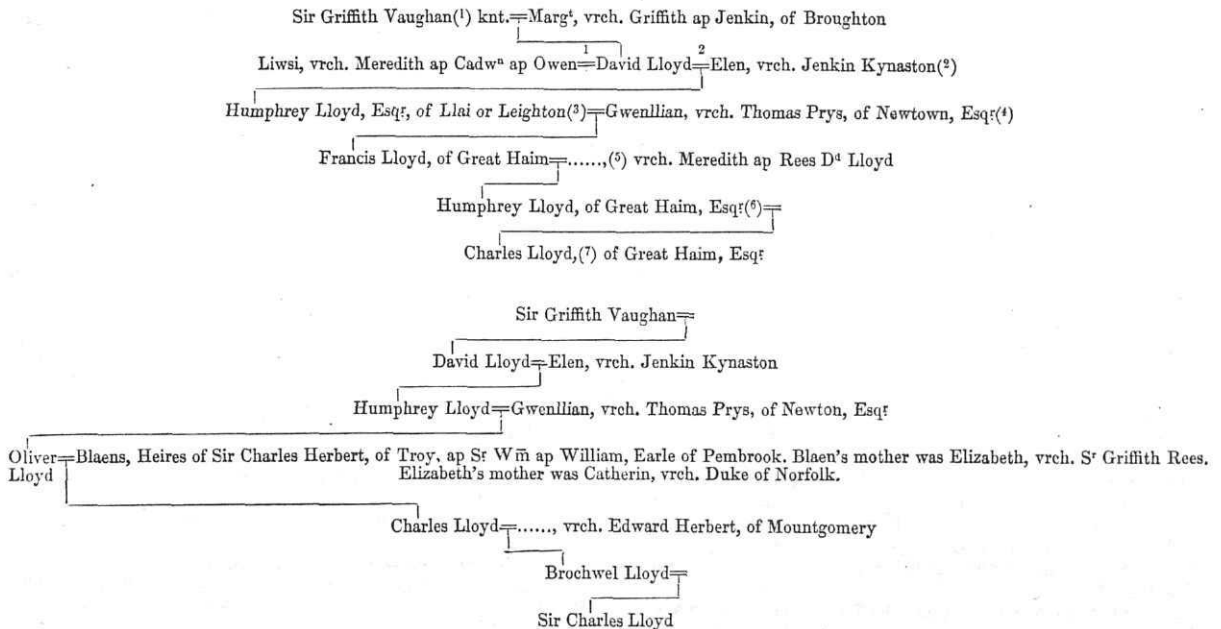 Sir Griffith Vaughan(¹) knt.=Margᵗ, vrch. Griffith ap Jenkin, of Broughton
1 2
Liwsi, vrch. Meredith ap Cadwⁿ ap Owen=David Lloyd=Elen, vrch. Jenkin Kynaston(²)
Humphrey Lloyd, Esqʳ, of Llai or Leighton(³)=Gwenllian, vrch. Thomas Prys, of Newtown, Esqʳ(⁴)
Francis Lloyd, of Great Haim=......,(⁵) vrch. Meredith ap Rees Dᵈ Lloyd
Humphrey Lloyd, of Great Haim, Esqʳ(⁶)=
Charles Lloyd,(⁷) of Great Haim, Esqʳ
Sir Griffith Vaughan=
David Lloyd=Elen, vrch. Jenkin Kynaston
Humphrey Lloyd=Gwenllian, vrch. Thomas Prys, of Newton, Esqʳ
Oliver=Blaens, Heires of Sir Charles Herbert, of Troy, ap Sʳ Wm̄ ap William, Earle of Pembrook. Blaen's mother was Elizabeth, vrch. Sʳ Griffith Rees.
Lloyd Elizabeth's mother was Catherin, vrch. Duke of Norfolk.
Charles Lloyd=......, vrch. Edward Herbert, of Mountgomery
Brochwel Lloyd=
Sir Charles Lloyd